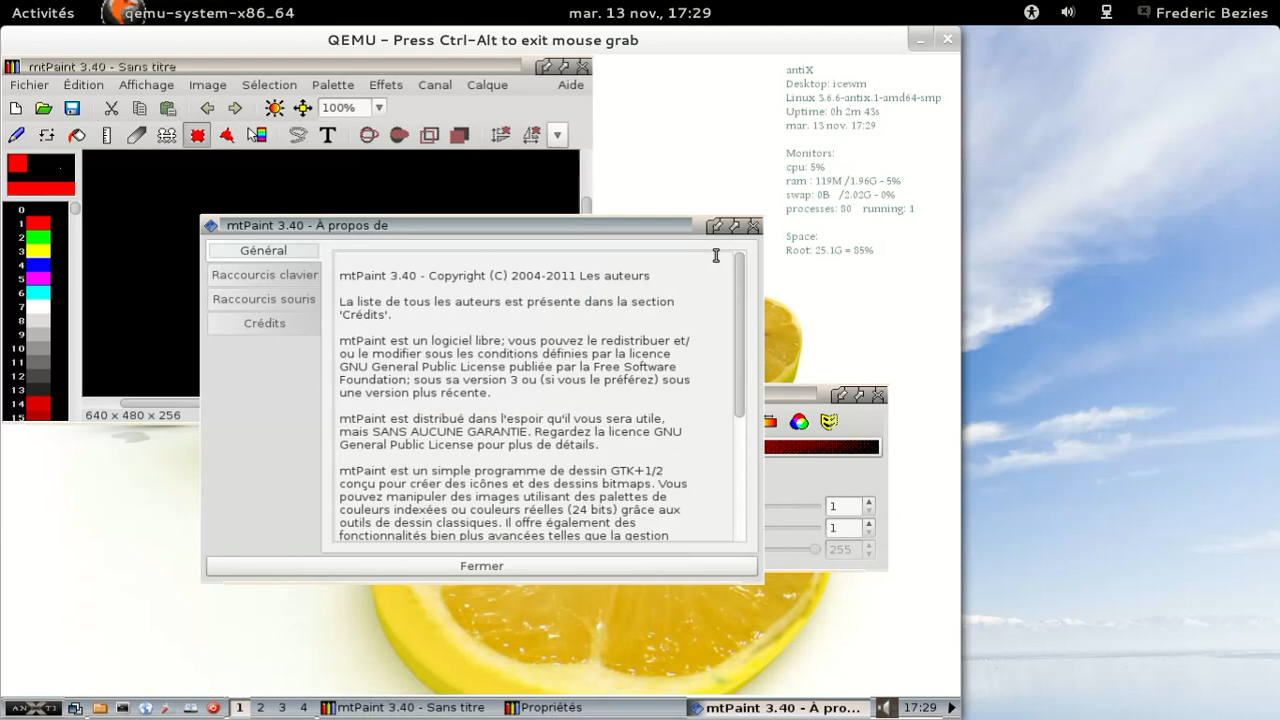 Activités
qemu-system-x86_64
mar. 13 nov., 17:29
Frederic Bezies
QEMU - Press Ctrl-Alt to exit mouse grab
mtPaint 3.40 - Sans titre
Fichier Édition Affichage Image Sélection Palette Effets Canal Calque Aide
100%
0
1
2
3
4
5
6
7
8
9
10
11
12
13
14
15
640 x 480 x 256
antiX
Desktop: icewm
Linux 3.6.6-antix.1-amd64-smp
Uptime: 0h 2m 43s
mar. 13 nov. 17:29
Monitors:
cpu: 5%
ram : 119M /1.96G - 5%
swap: 0B /2.02G - 0%
processes: 80 running: 1
Space:
Root: 25.1G = 85%
mtPaint 3.40 - À propos de
Général
Raccourcis clavier
Raccourcis souris
Crédits
mtPaint 3.40 - Copyright (C) 2004-2011 Les auteurs
La liste de tous les auteurs est présente dans la section
'Crédits'.
mtPaint est un logiciel libre; vous pouvez le redistribuer et/
ou le modifier sous les conditions définies par la licence
GNU General Public License publiée par la Free Software
Foundation; sous sa version 3 ou (si vous le préférez) sous
une version plus récente.
mtPaint est distribué dans l'espoir qu'il vous sera utile,
mais SANS AUCUNE GARANTIE. Regardez la licence GNU
General Public License pour plus de détails.
mtPaint est un simple programme de dessin GTK+1/2
conçu pour créer des icônes et des dessins bitmaps. Vous
pouvez manipuler des images utilisant des palettes de
couleurs indexées ou couleurs réelles (24 bits) grâce aux
outils de dessin classiques. Il offre également des
fonctionnalités bien plus avancées telles que la gestion
Fermer
1
1
255
ANTI
1 2 3 4
mtPaint 3.40 - Sans titre
Propriétés
mtPaint 3.40 - À pro...
17:29